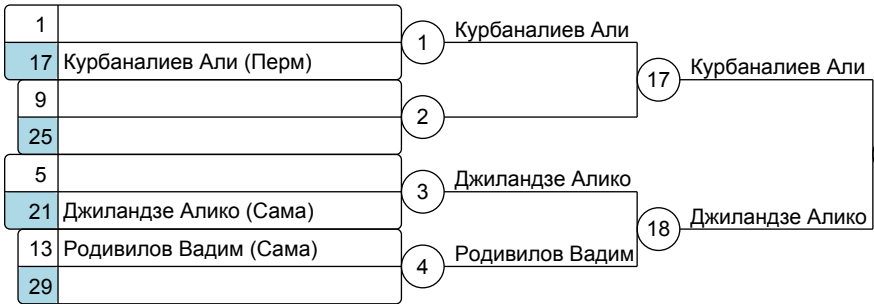 1
17 Курбаналиев Али (Перм)
9
25
5
21 Джиландзе Алико (Сама)
13 Родивилов Вадим (Сама)
29
1 Курбаналиев Али
2
3 Джиландзе Алико
4 Родивилов Вадим
17 Курбаналиев Али
18 Джиландзе Алико